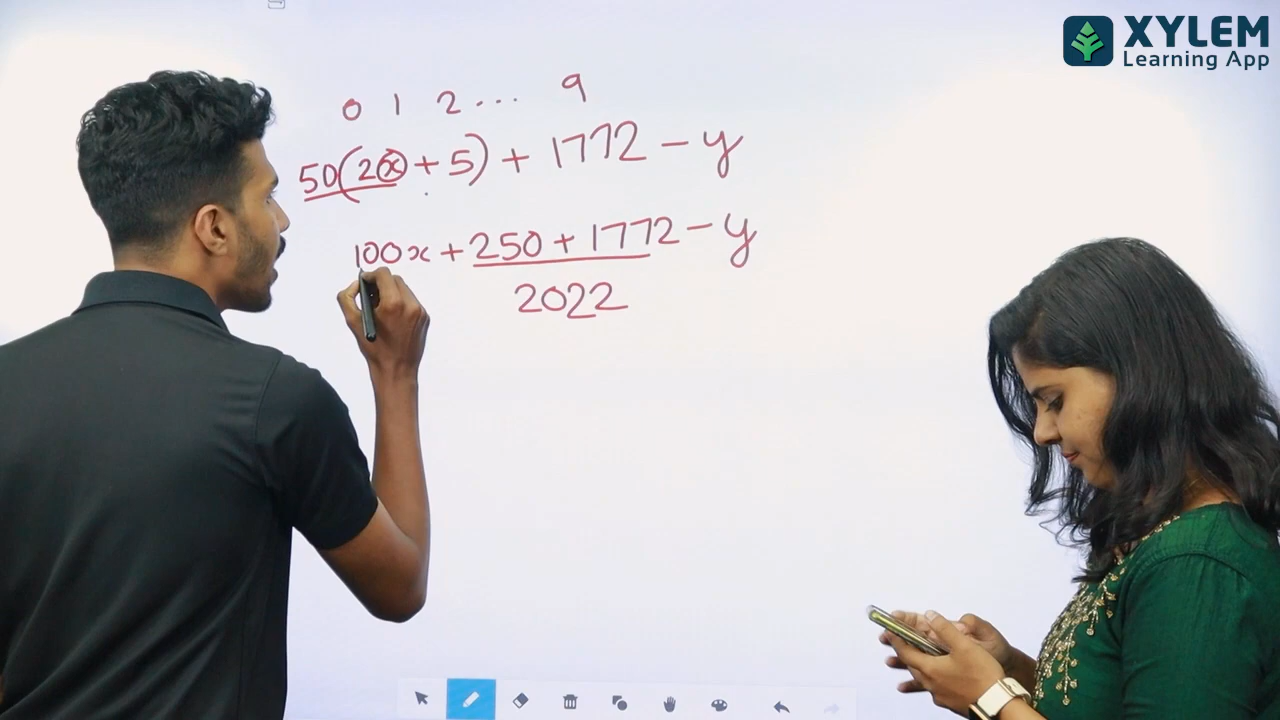 XYLEM
Learning App
0 1 2 ... 9
50(2x + 5) + 1772 - y
100x + 250 + 1772 - y
2022